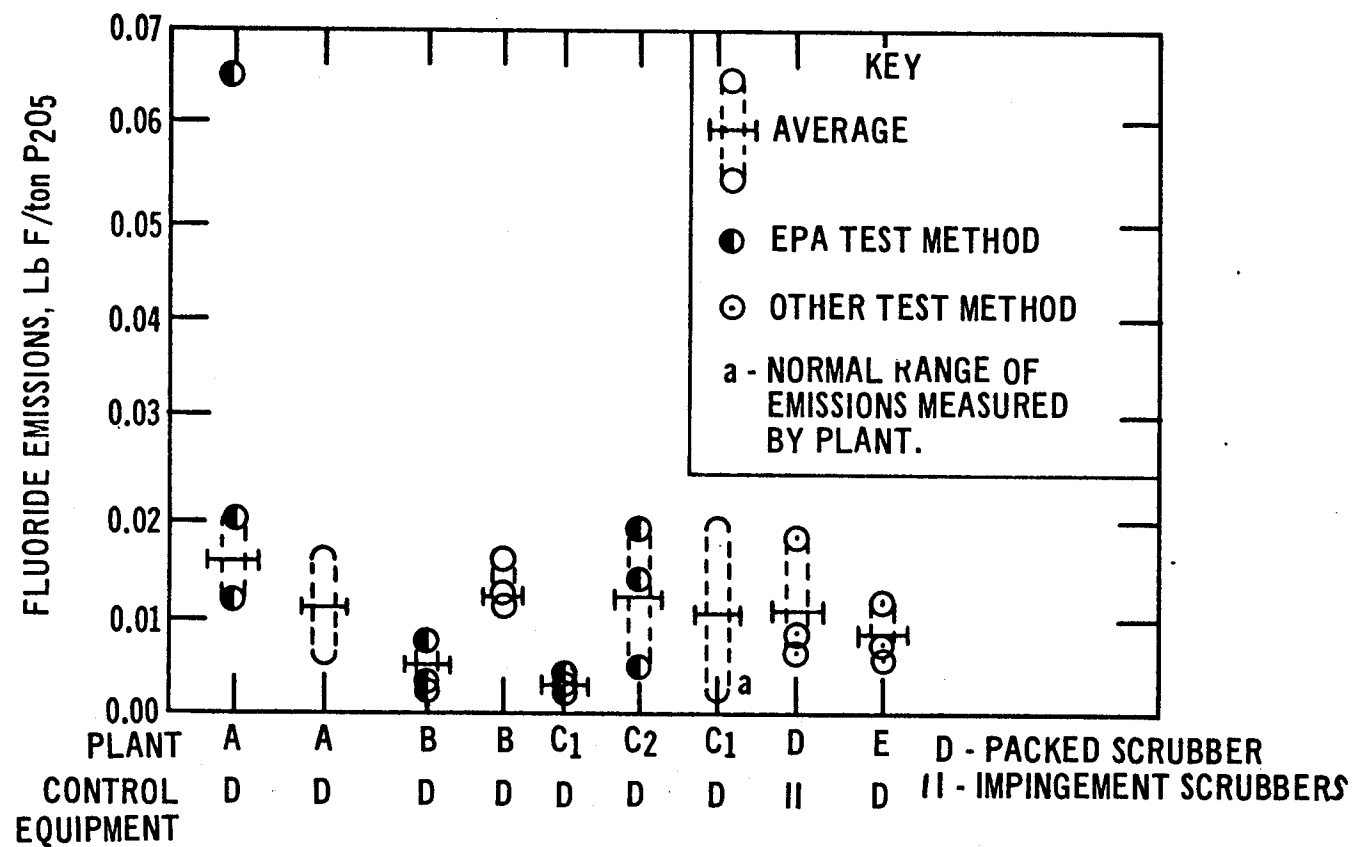 0.07
0.06
0.05
0.04
0.03
0.02
0.01
0.00
FLUORIDE EMISSIONS, Lb F/ton P2O5
KEY
AVERAGE
EPA TEST METHOD
OTHER TEST METHOD
a - NORMAL RANGE OF
EMISSIONS MEASURED
BY PLANT.
a
PLANT A A B B C1 C2 C1 D E D - PACKED SCRUBBER
CONTROL D D D D D D D II D II - IMPINGEMENT SCRUBBERS
EQUIPMENT